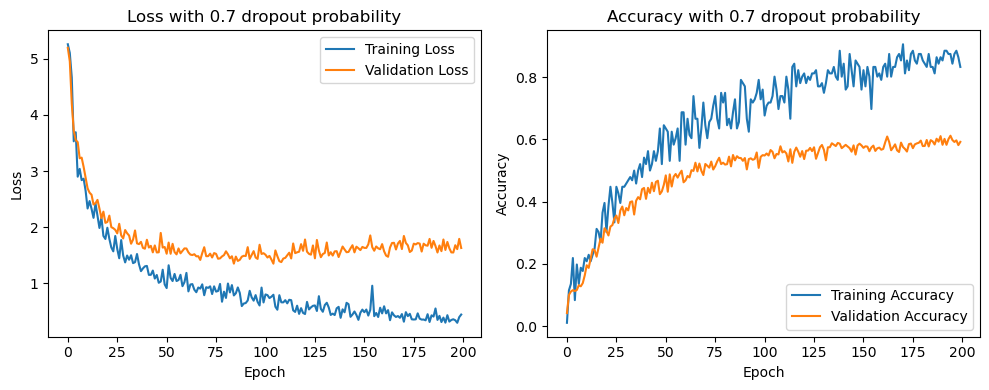 Loss with 0.7 dropout probability
Training Loss
Validation Loss
5
4
3
2
1
Loss
0 25 50 75 100 125 150 175 200
Epoch
Accuracy with 0.7 dropout probability
0.8
0.6
0.4
0.2
0.0
Accuracy
Training Accuracy
Validation Accuracy
0 25 50 75 100 125 150 175 200
Epoch